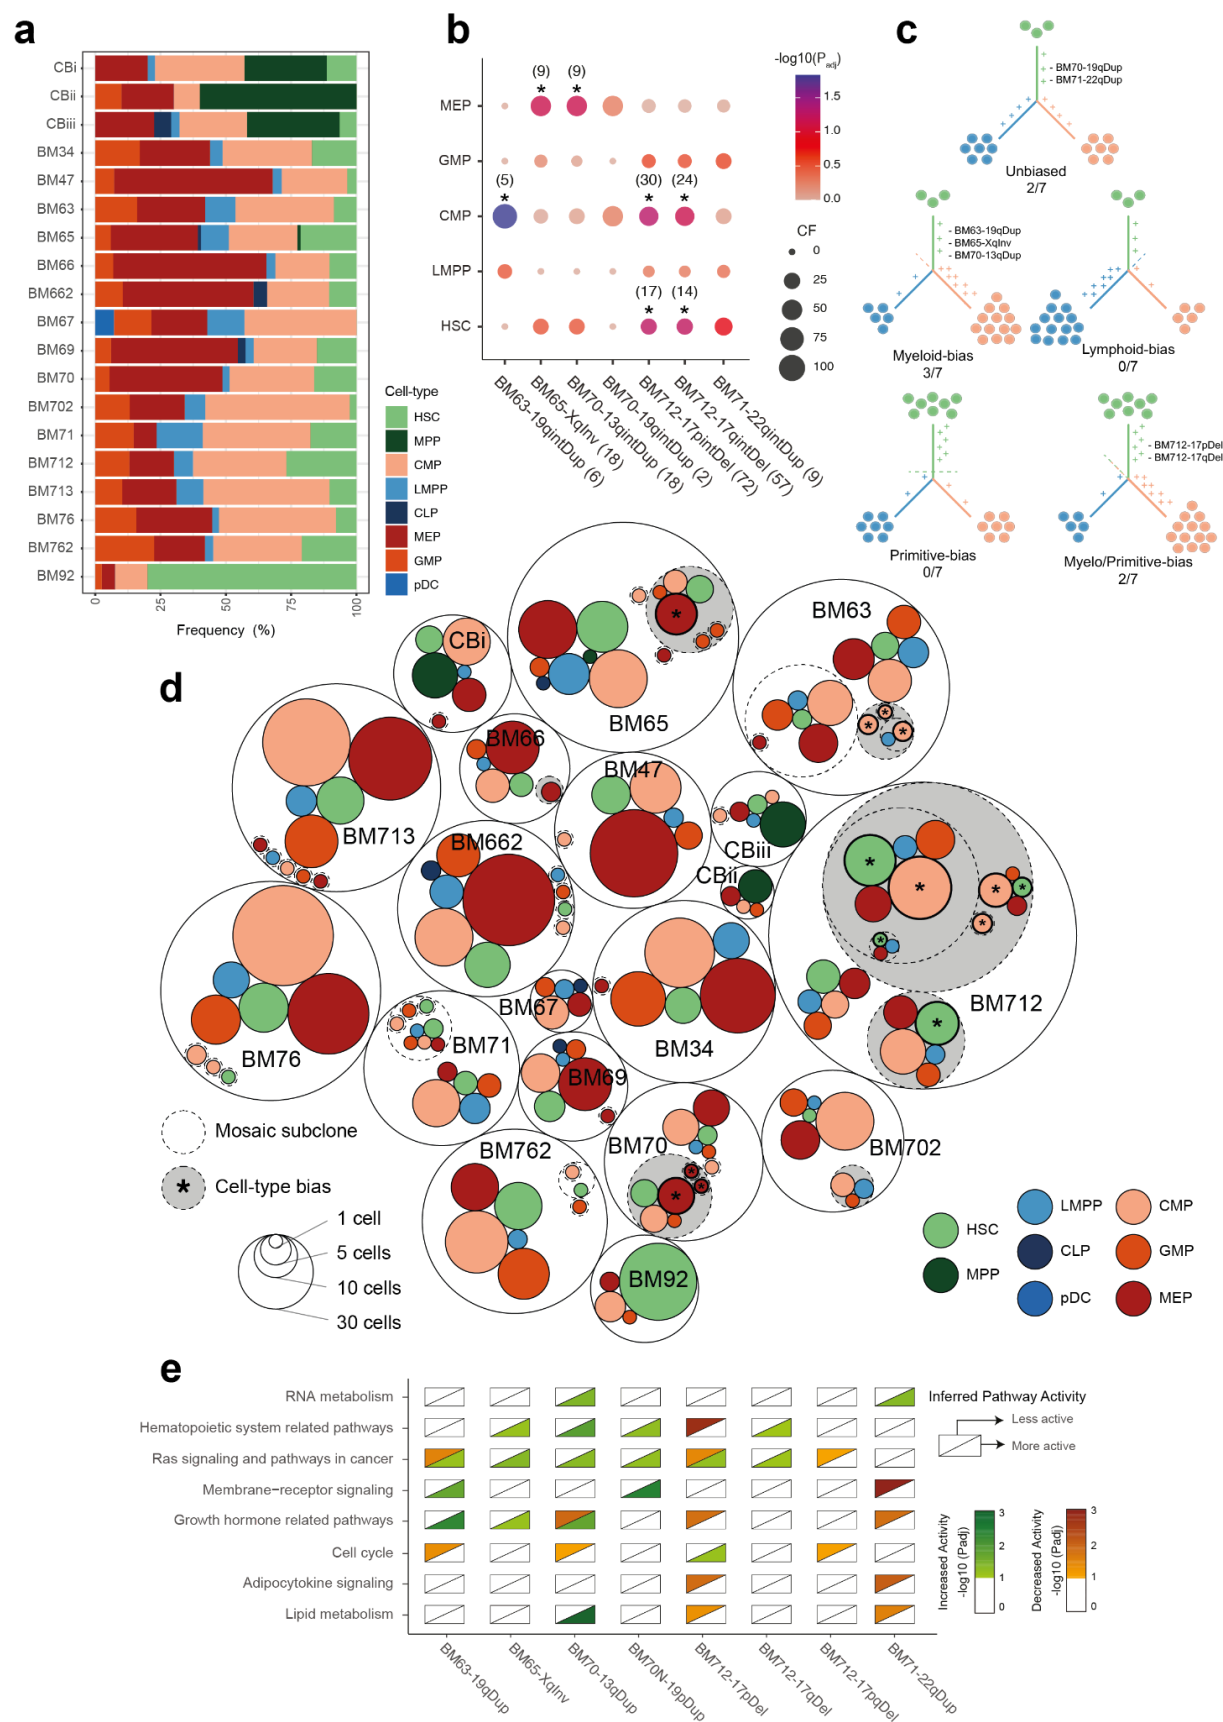 a
CBi
CBii
CBiii
BM34
BM47
BM63
BM65
BM66
BM662
BM67
BM69
BM70
BM702
BM71
BM712
BM713
BM76
BM762
BM92
0
25
50
75
100
Frequency (%)
Cell-type
HSC
MPP
CMP
LMPP
CLP
MEP
GMP
pDC
b
MEP
GMP
CMP
LMPP
HSC
(9)
*
(9)
*
(5)
*
(30)
*
(24)
*
(17)
*
(14)
*
BM63-19qintDup (6)
BM65-XqInv (18)
BM70-13qintDup (18)
BM70-19qintDup (2)
BM712-17pintDel (72)
BM712-17qintDel (57)
BM71-22qintDup (9)
-log10(Padj)
1.5
1.0
0.5
0.0
CF
0
25
50
75
100
c
- BM70-19qDup
- BM71-22qDup
Unbiased
2/7
- BM63-19qDup
- BM65-XqInv
- BM70-13qDup
Myeloid-bias
3/7
Lymphoid-bias
0/7
Primitive-bias
0/7
- BM712-17pDel
- BM712-17qDel
Myelo/Primitive-bias
2/7
d
CBi
BM65
BM63
BM66
BM47
BM713
BM662
CBiii
CBii
BM712
BM67
BM34
BM76
BM71
BM69
BM762
BM70
BM702
BM92
Mosaic subclone
* Cell-type bias
1 cell
5 cells
10 cells
30 cells
HSC
MPP
LMPP
CLP
pDC
CMP
GMP
MEP
e
RNA metabolism
Hematopoietic system related pathways
Ras signaling and pathways in cancer
Membrane−receptor signaling
Growth hormone related pathways
Cell cycle
Adipocytokine signaling
Lipid metabolism
BM63-19qDup
BM65-XqInv
BM70-13qDup
BM70N-19pDup
BM712-17pDel
BM712-17qDel
BM712-17pqDel
BM71-22qDup
Inferred Pathway Activity
Less active
More active
Increased Activity
-log10 (Padj)
3
2
1
0
Decreased Activity
-log10 (Padj)
3
2
1
0